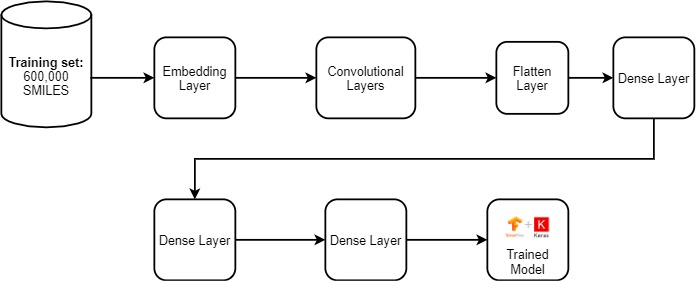 Training set:
600,000
SMILES
Embedding
Layer
Convolutional
Layers
Flatten
Layer
Dense Layer
Dense Layer
Dense Layer
TensorFlow
+
K
Keras
Trained
Model